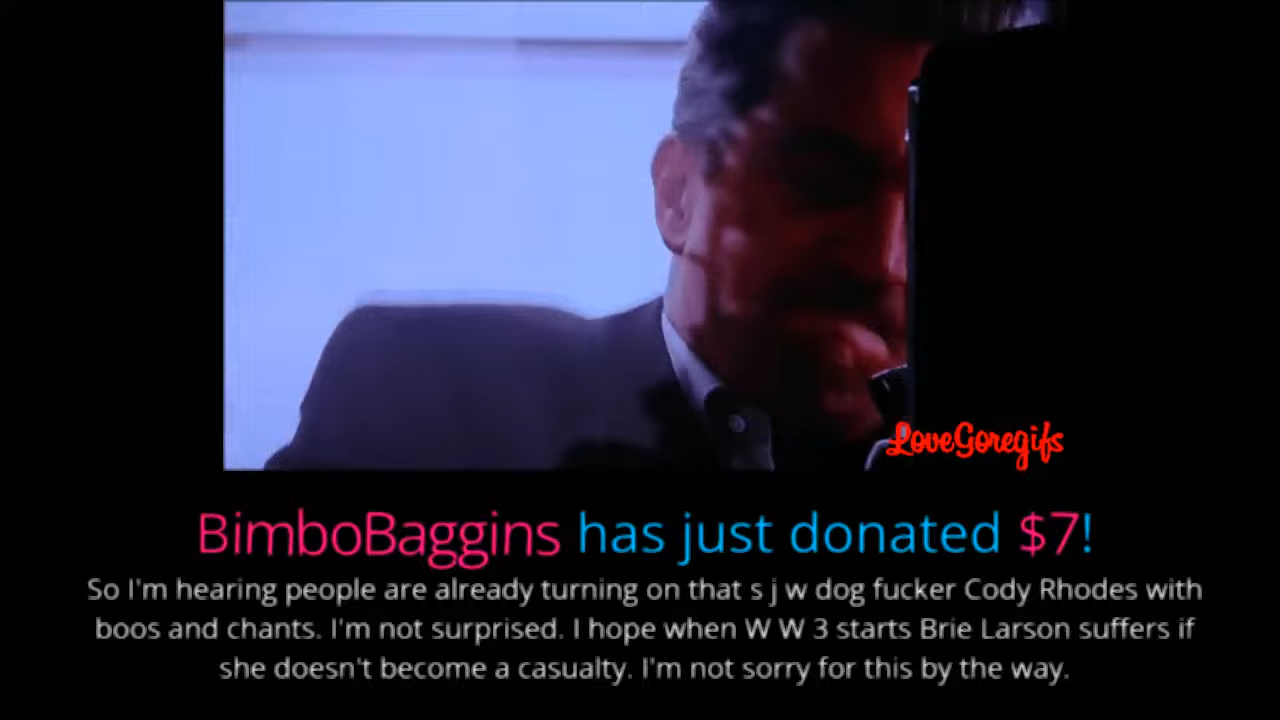 LoveGoregifs
BimboBaggins has just donated $7!
So I'm hearing people are already turning on that s j w dog fucker Cody Rhodes with
boos and chants. I'm not surprised. I hope when W W 3 starts Brie Larson suffers if
she doesn't become a casualty. I'm not sorry for this by the way.